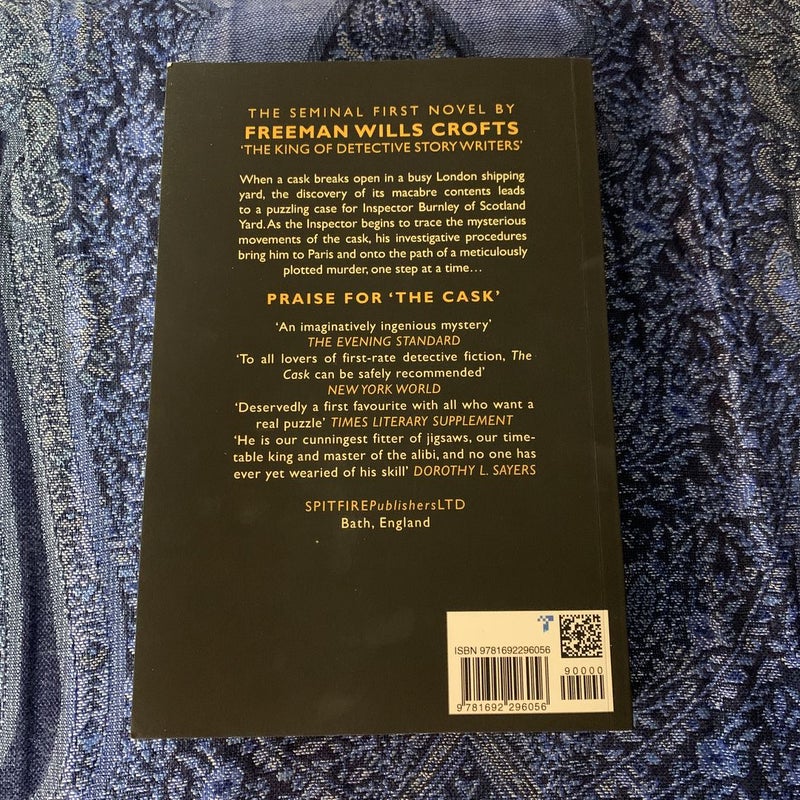 THE SEMINAL FIRST NOVEL BY
FREEMAN WILLS CROFTS
‘THE KING OF DETECTIVE STORY WRITERS’
When a cask breaks open in a busy London shipping
yard, the discovery of its macabre contents leads
to a puzzling case for Inspector Burnley of Scotland
Yard. As the Inspector begins to trace the mysterious
movements of the cask, his investigative procedures
bring him to Paris and onto the path of a meticulously
plotted murder, one step at a time…
PRAISE FOR ‘THE CASK’
‘An imaginatively ingenious mystery’
THE EVENING STANDARD
‘To all lovers of first-rate detective fiction, The
Cask can be safely recommended’
NEW YORK WORLD
‘Deservedly a first favourite with all who want a
real puzzle’ TIMES LITERARY SUPPLEMENT
‘He is our cunningest fitter of jigsaws, our time-
table king and master of the alibi, and no one has
ever yet wearied of his skill’ DOROTHY L. SAYERS
SPITFIREPublishersLTD
Bath, England
ISBN 9781692296056
90000
9 781692 296056